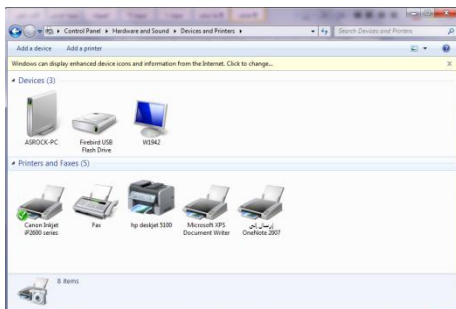 Control Panel ▸ Hardware and Sound ▸ Devices and Printers ▸
Search Devices and Printers
Add a device Add a printer
Windows can display enhanced device icons and information from the Internet. Click to change...
Devices (3)
ASROCK-PC
Firebird USB
Flash Drive
W1942
Printers and Faxes (5)
Canon Inkjet
iP2600 series
Fax
hp deskjet 5100
Microsoft XPS
Document Writer
إرسال إلى
OneNote 2007
8 items